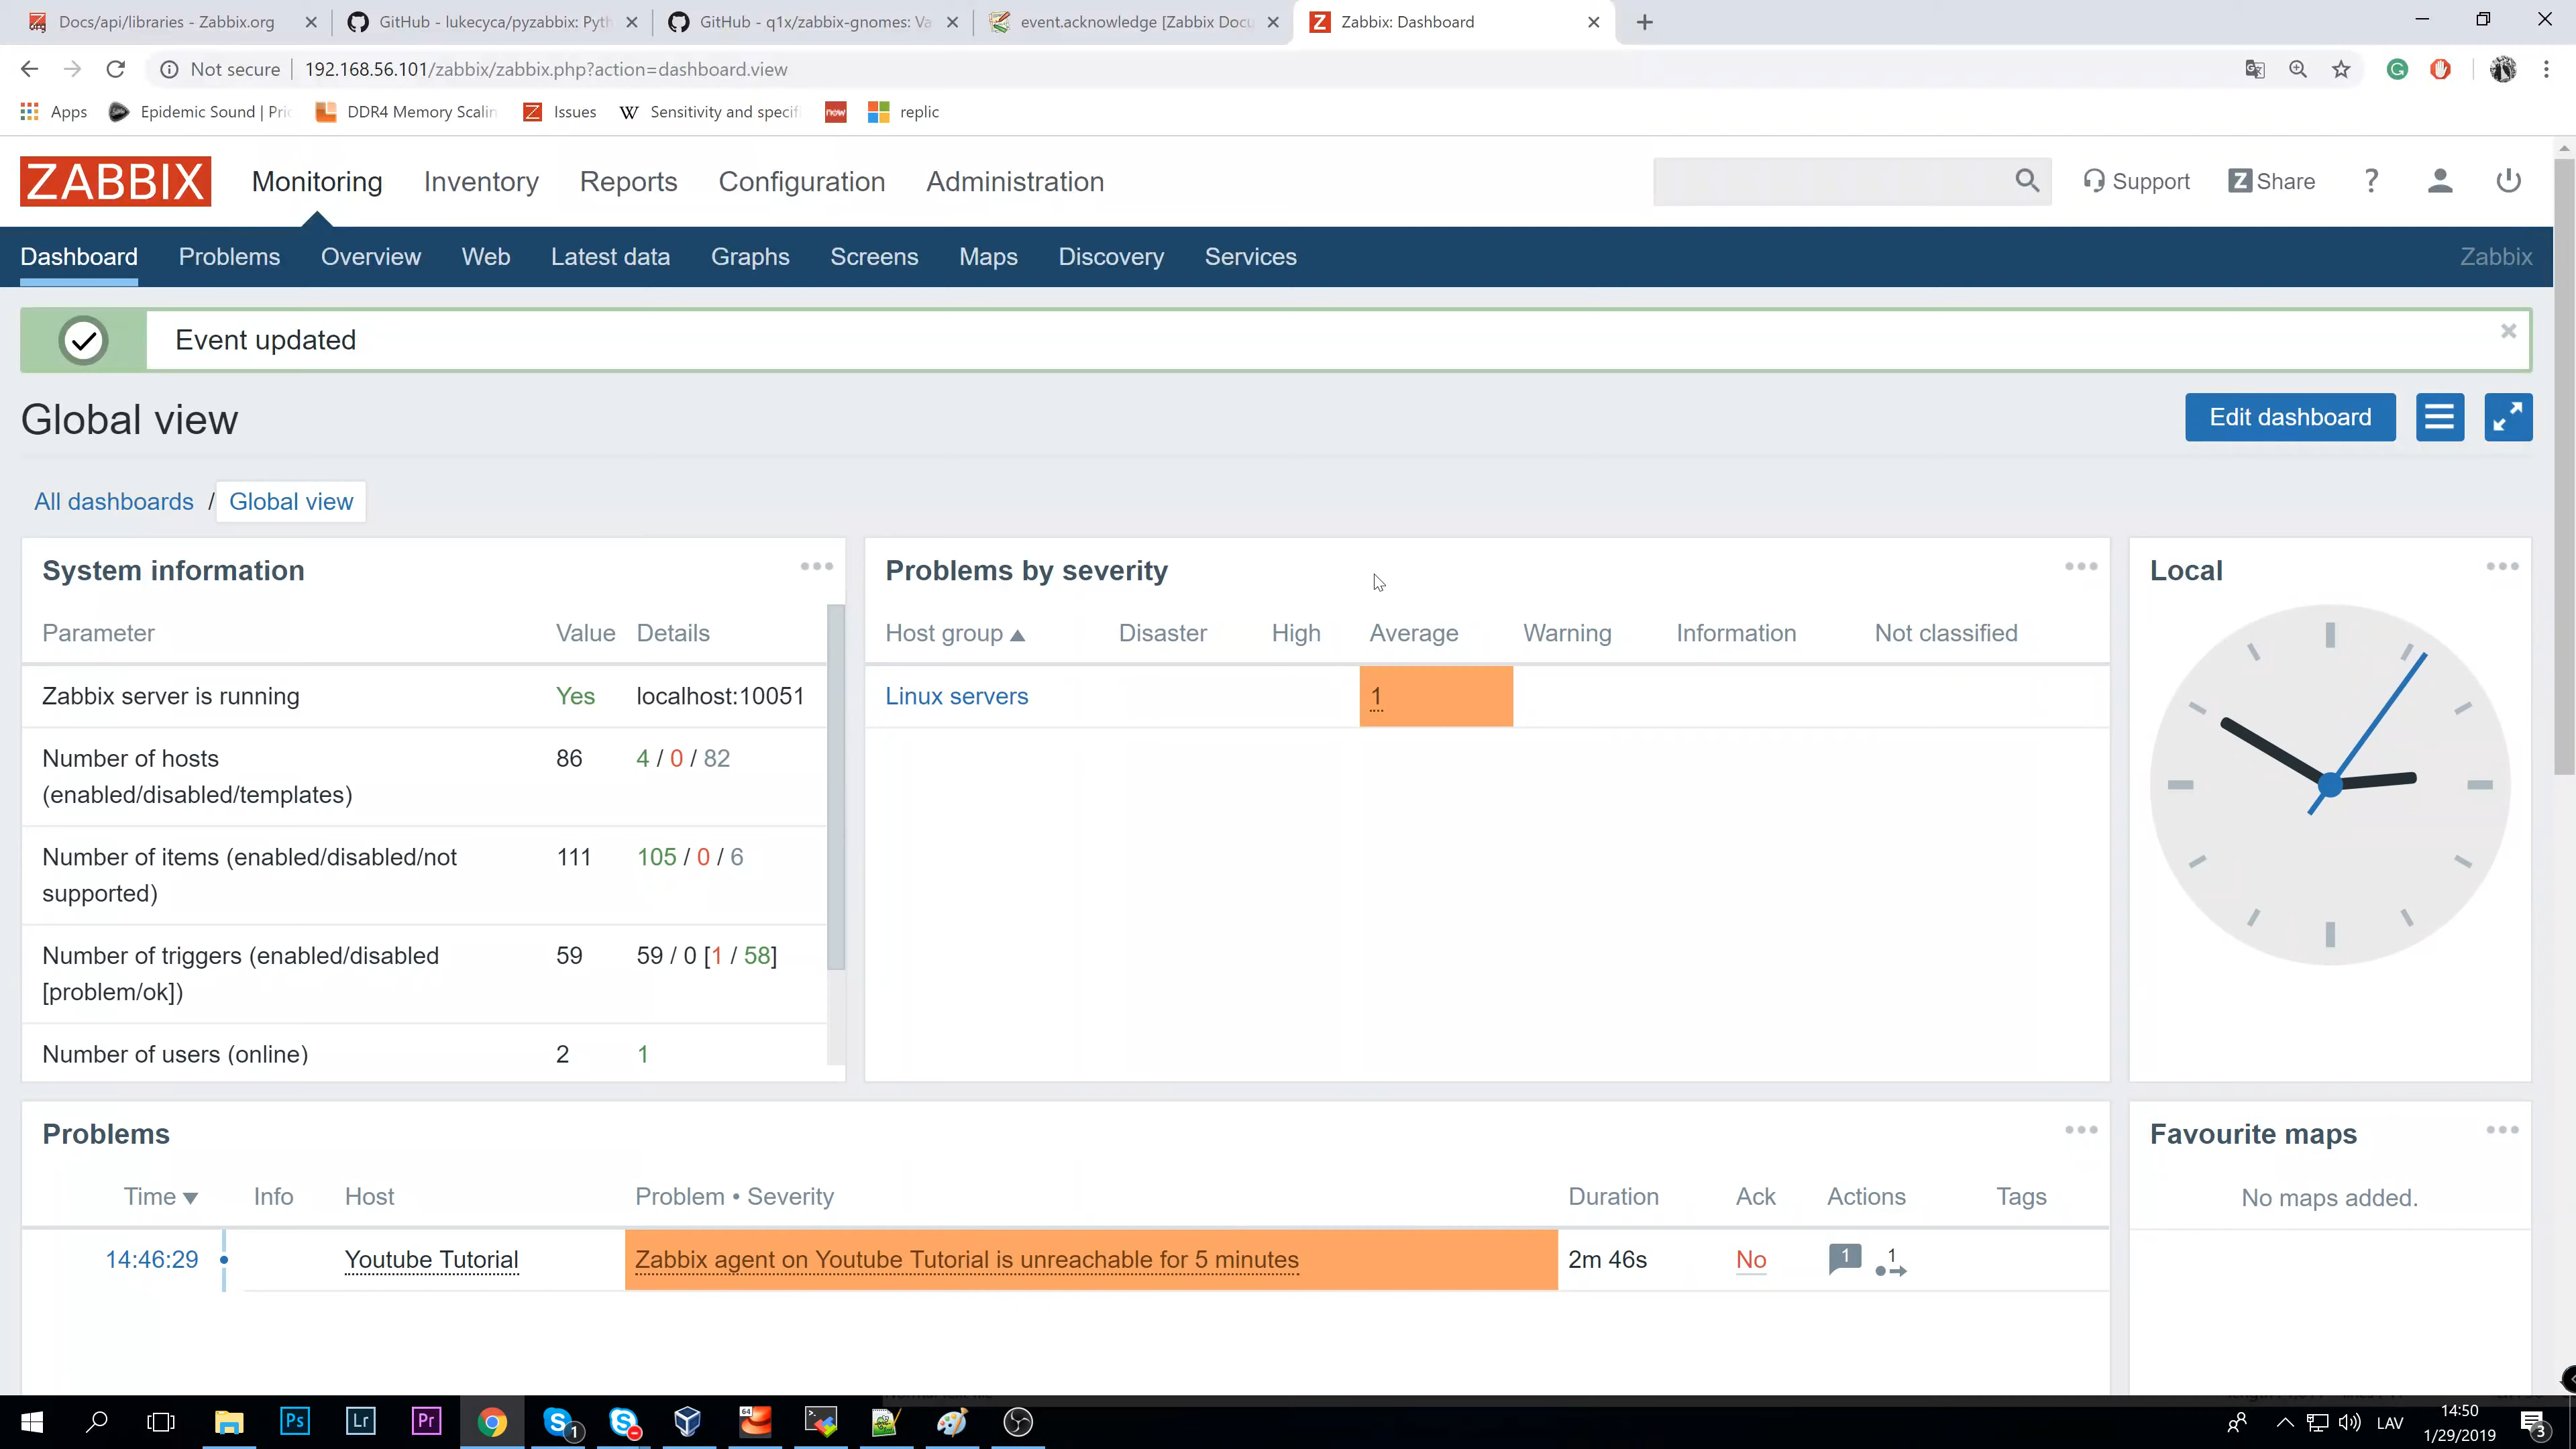 Docs/api/libraries - Zabbix.org
GitHub - lukecyca/pyzabbix: Pyth
GitHub - q1x/zabbix-gnomes: Va
event.acknowledge [Zabbix Docu
Zabbix: Dashboard
Not secure | 192.168.56.101/zabbix/zabbix.php?action=dashboard.view
Apps
Epidemic Sound | Pric
DDR4 Memory Scalin
Issues
Sensitivity and specifi
now
replic
ZABBIX Monitoring Inventory Reports Configuration Administration
Support Z Share ?
Dashboard Problems Overview Web Latest data Graphs Screens Maps Discovery Services Zabbix
Event updated
Global view
Edit dashboard
All dashboards / Global view
System information
Parameter Value Details
Zabbix server is running Yes localhost:10051
Number of hosts 86 4 / 0 / 82
(enabled/disabled/templates)
Number of items (enabled/disabled/not 111 105 / 0 / 6
supported)
Number of triggers (enabled/disabled 59 59 / 0 [1 / 58]
[problem/ok])
Number of users (online) 2 1
Problems by severity
Host group Disaster High Average Warning Information Not classified
Linux servers 1
Local
Problems
Time Info Host Problem • Severity Duration Ack Actions Tags
14:46:29 Youtube Tutorial Zabbix agent on Youtube Tutorial is unreachable for 5 minutes 2m 46s No 1 1
Favourite maps
No maps added.
Ps Lr Pr 1 64
LAV
14:50
1/29/2019
3